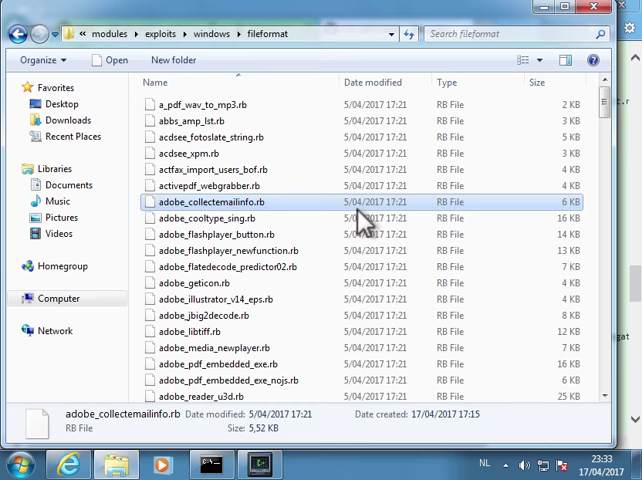 modules ▸ exploits ▸ windows ▸ fileformat
Search fileformat
Organize Open New folder
Name Date modified Type Size
Favorites
Desktop
Downloads
Recent Places
Libraries
Documents
Music
Pictures
Videos
Homegroup
Computer
Network
a_pdf_wav_to_mp3.rb 5/04/2017 17:21 RB File 2 KB
abbs_amp_lst.rb 5/04/2017 17:21 RB File 3 KB
acdsee_fotoslate_string.rb 5/04/2017 17:21 RB File 5 KB
acdsee_xpm.rb 5/04/2017 17:21 RB File 3 KB
actfax_import_users_bof.rb 5/04/2017 17:21 RB File 4 KB
activepdf_webgrabber.rb 5/04/2017 17:21 RB File 4 KB
adobe_collectemailinfo.rb 5/04/2017 17:21 RB File 6 KB
adobe_cooltype_sing.rb 5/04/2017 17:21 RB File 16 KB
adobe_flashplayer_button.rb 5/04/2017 17:21 RB File 14 KB
adobe_flashplayer_newfunction.rb 5/04/2017 17:21 RB File 13 KB
adobe_flatedecode_predictor02.rb 5/04/2017 17:21 RB File 7 KB
adobe_geticon.rb 5/04/2017 17:21 RB File 4 KB
adobe_illustrator_v14_eps.rb 5/04/2017 17:21 RB File 4 KB
adobe_jbig2decode.rb 5/04/2017 17:21 RB File 6 KB
adobe_libtiff.rb 5/04/2017 17:21 RB File 12 KB
adobe_media_newplayer.rb 5/04/2017 17:21 RB File 7 KB
adobe_pdf_embedded_exe.rb 5/04/2017 17:21 RB File 16 KB
adobe_pdf_embedded_exe_nojs.rb 5/04/2017 17:21 RB File 8 KB
adobe_reader_u3d.rb 5/04/2017 17:21 RB File 25 KB
adobe_collectemailinfo.rb Date modified: 5/04/2017 17:21 Date created: 17/04/2017 17:15
RB File Size: 5,52 KB
NL
23:33
17/04/2017